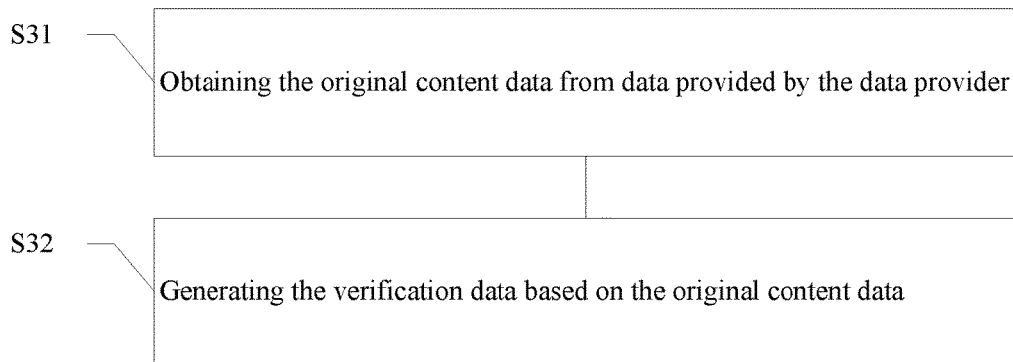 S31
Obtaining the original content data from data provided by the data provider
S32
Generating the verification data based on the original content data